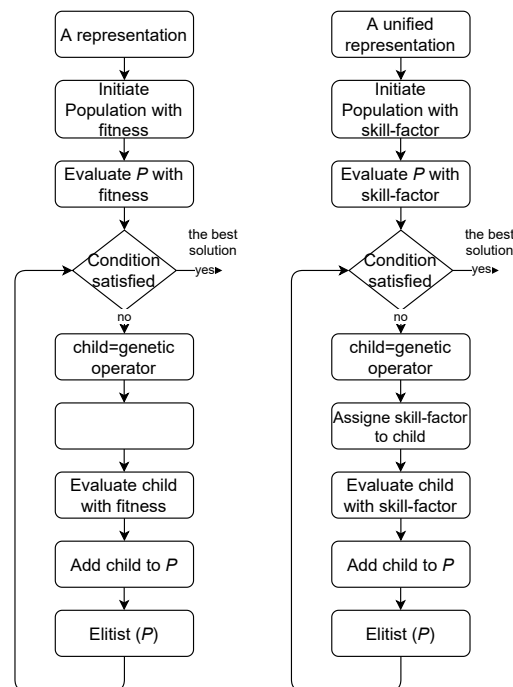 A representation
Initiate
Population with
fitness
Evaluate P with
fitness
Condition
satisfied
the best
solution
yes
no
child=genetic
operator
Evaluate child
with fitness
Add child to P
Elitist (P)
A unified
representation
Initiate
Population with
skill-factor
Evaluate P with
skill-factor
Condition
satisfied
the best
solution
yes
no
child=genetic
operator
Assigne skill-factor
to child
Evaluate child
with skill-factor
Add child to P
Elitist (P)